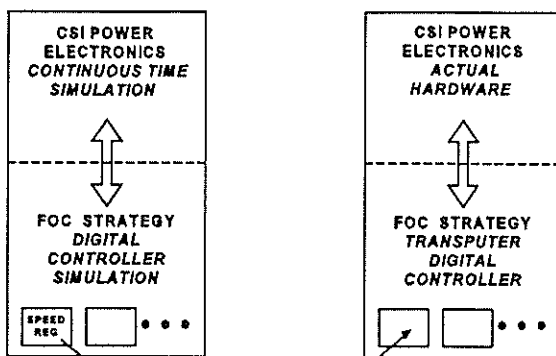 CSI POWER
ELECTRONICS
CONTINUOUS TIME
SIMULATION
FOC STRATEGY
DIGITAL
CONTROLLER
SIMULATION
SPEED
REG
CSI POWER
ELECTRONICS
ACTUAL
HARDWARE
FOC STRATEGY
TRANSPUTER
DIGITAL
CONTROLLER